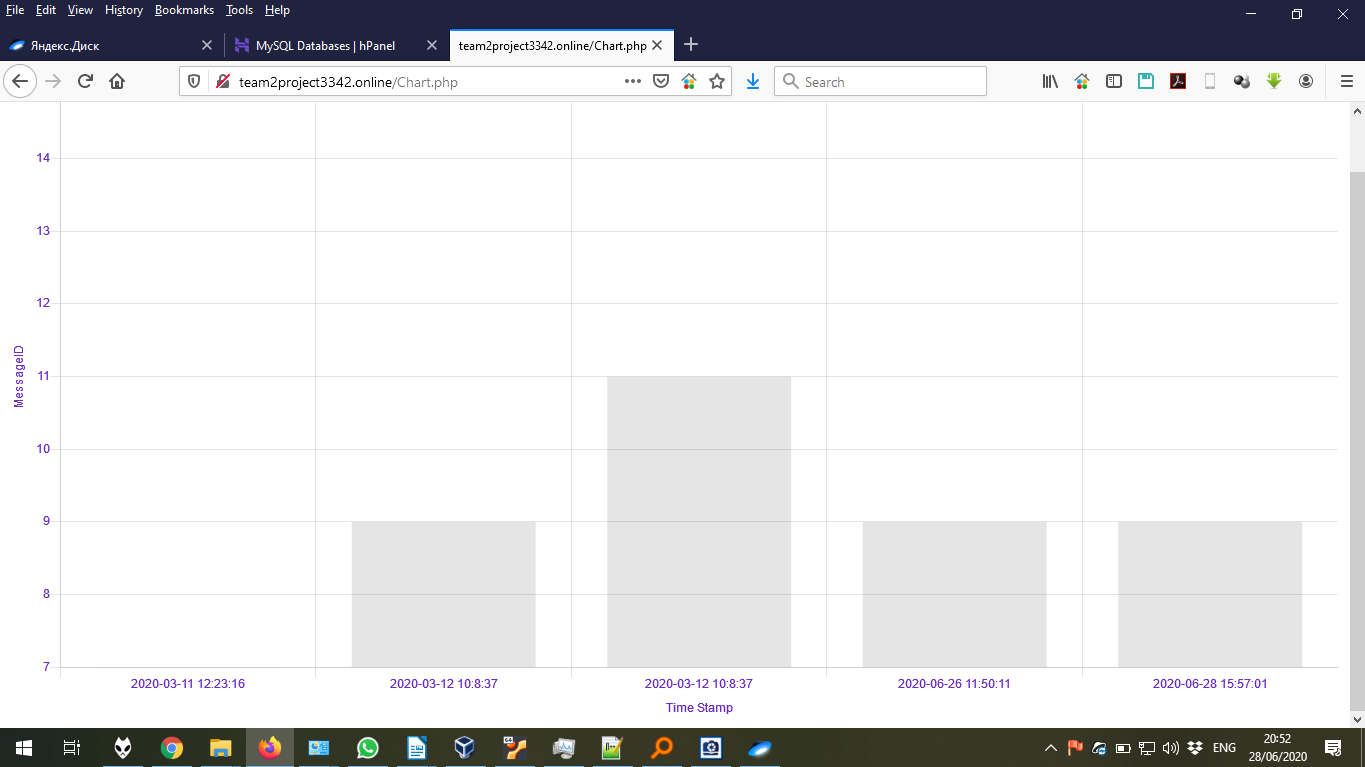 File Edit View History Bookmarks Tools Help
Яндекс.Диск
MySQL Databases | hPanel
team2project3342.online/Chart.php
team2project3342.online/Chart.php
Search
14
13
12
11
10
9
8
7
MessageID
2020-03-11 12:23:16
2020-03-12 10:8:37
2020-03-12 10:8:37
2020-06-26 11:50:11
2020-06-28 15:57:01
Time Stamp
ENG
20:52
28/06/2020